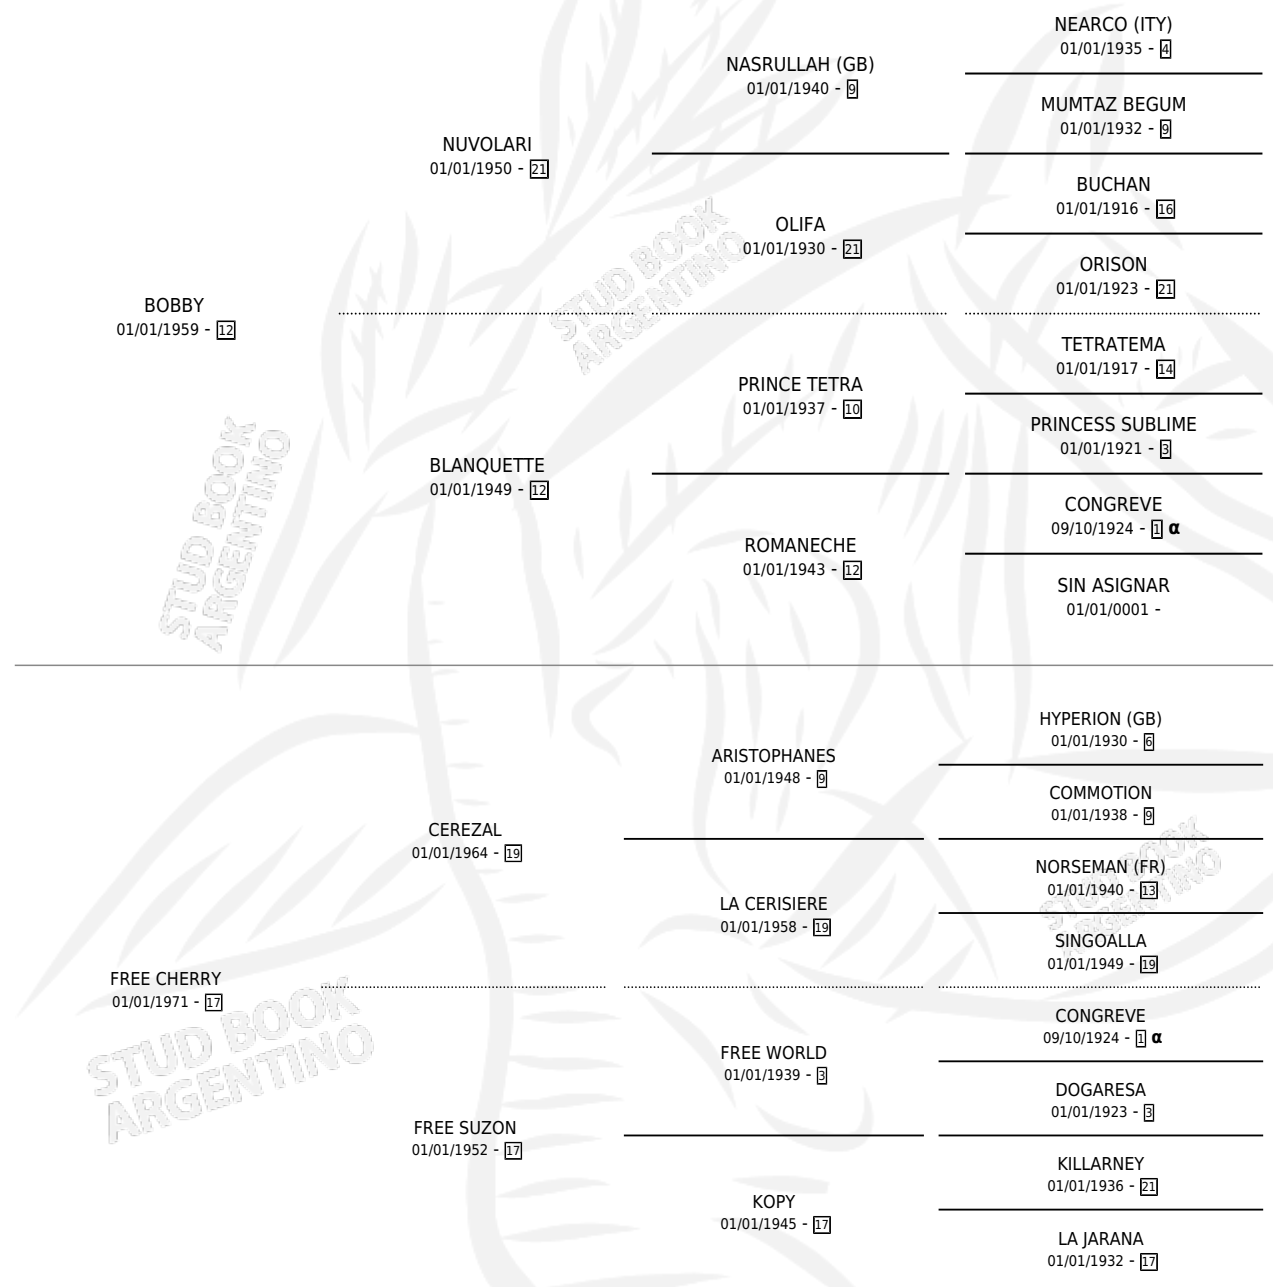 NEARCO (ITY)
01/01/1935 - 4
NASRULLAH (GB)
01/01/1940 - 9
MUMTAZ BEGUM
01/01/1932 - 9
NUVOLARI
01/01/1950 - 21
BUCHAN
01/01/1916 - 16
OLIFA
01/01/1930 - 21
ORISON
01/01/1923 - 21
BOBBY
01/01/1959 - 12
TETRATEMA
01/01/1917 - 14
PRINCE TETRA
01/01/1937 - 10
PRINCESS SUBLIME
01/01/1921 - 3
BLANQUETTE
01/01/1949 - 12
CONGREVE
09/10/1924 - 1 α
ROMANECHE
01/01/1943 - 12
SIN ASIGNAR
01/01/0001 -
HYPERION (GB)
01/01/1930 - 6
ARISTOPHANES
01/01/1948 - 9
COMMOTION
01/01/1938 - 9
CEREZAL
01/01/1964 - 19
NORSEMAN (FR)
01/01/1940 - 13
LA CERISIERE
01/01/1958 - 19
SINGOALLA
01/01/1949 - 19
FREE CHERRY
01/01/1971 - 17
CONGREVE
09/10/1924 - 1 α
FREE WORLD
01/01/1939 - 3
DOGARESA
01/01/1923 - 3
FREE SUZON
01/01/1952 - 17
KILLARNEY
01/01/1936 - 21
KOPY
01/01/1945 - 17
LA JARANA
01/01/1932 - 17
STUD BOOK
ARGENTINO
STUD BOOK
ARGENTINO
STUD BOOK
ARGENTINO
STUD BOOK
ARGENTINO